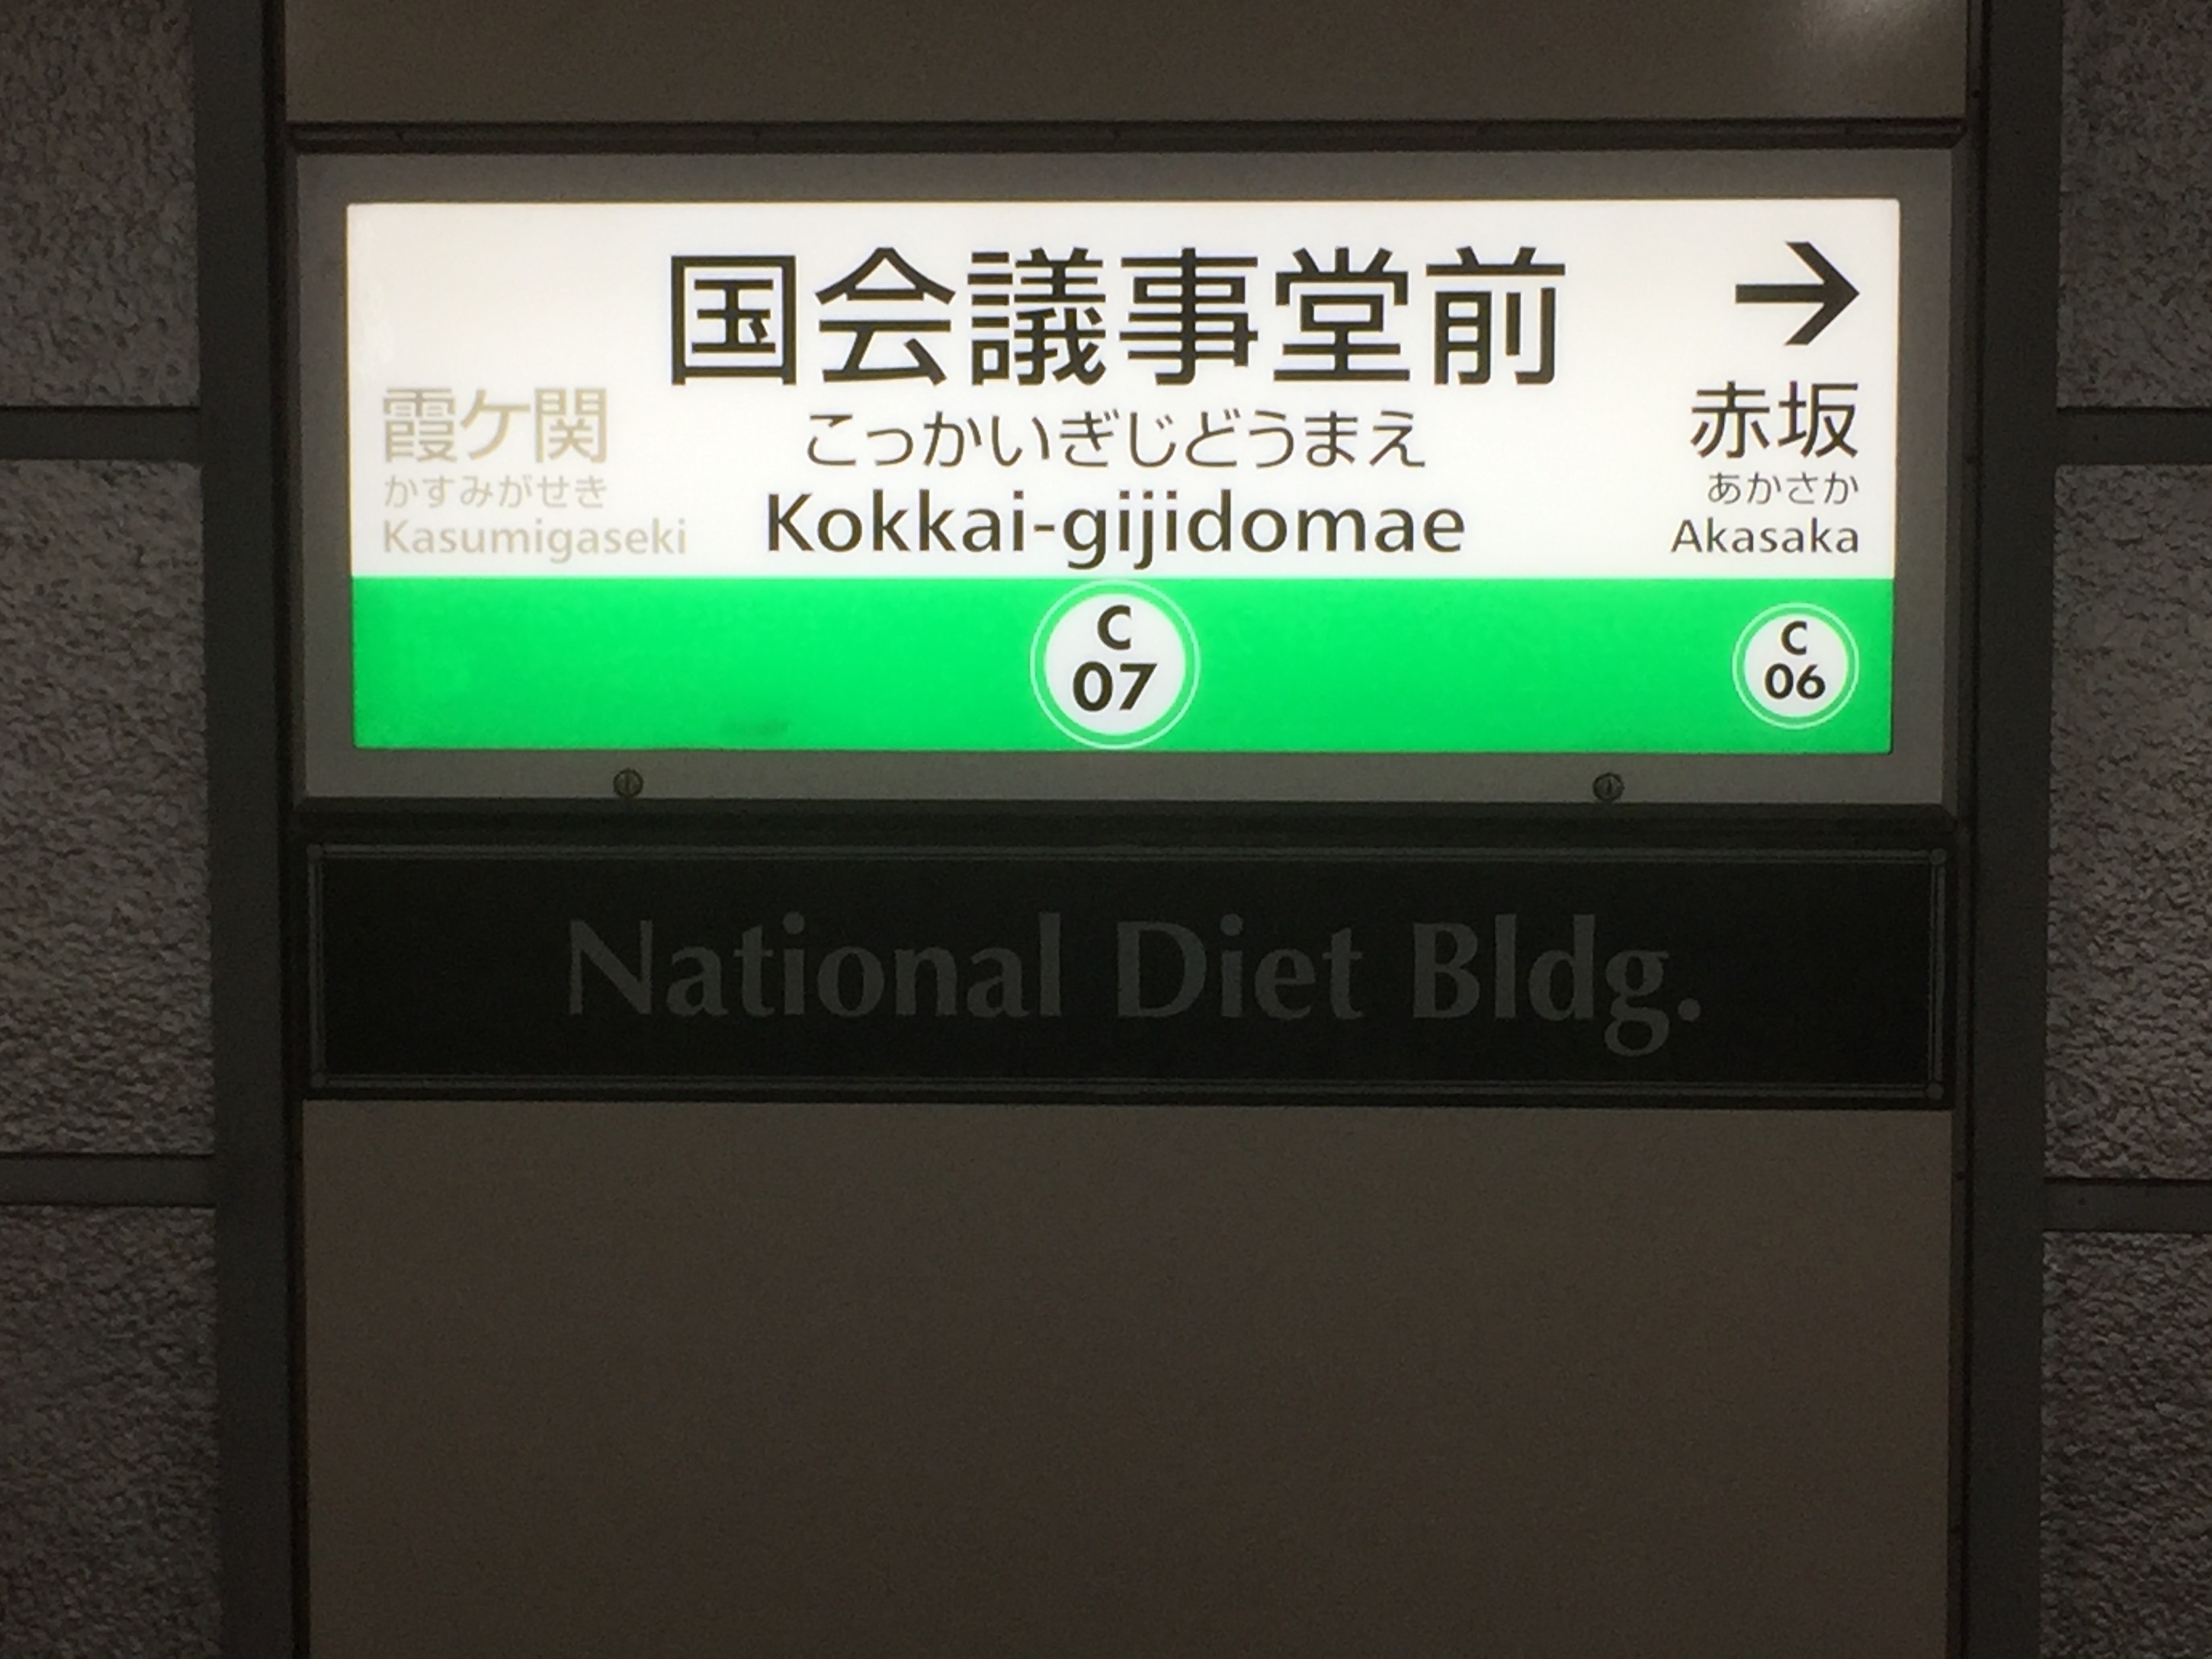 国会議事堂前
こっかいぎじどうまえ
Kokkai-gijidomae
霞ケ関
かすみがせき
Kasumigaseki
→
赤坂
あかさか
Akasaka
C
07
C
06
National Diet Bldg.